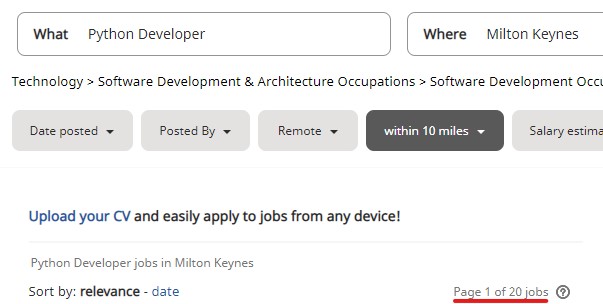 What Python Developer Where Milton Keynes
Technology > Software Development & Architecture Occupations > Software Development Occu
Date posted Posted By Remote within 10 miles Salary estima
Upload your CV and easily apply to jobs from any device!
Python Developer jobs in Milton Keynes
Sort by: relevance - date Page 1 of 20 jobs ?